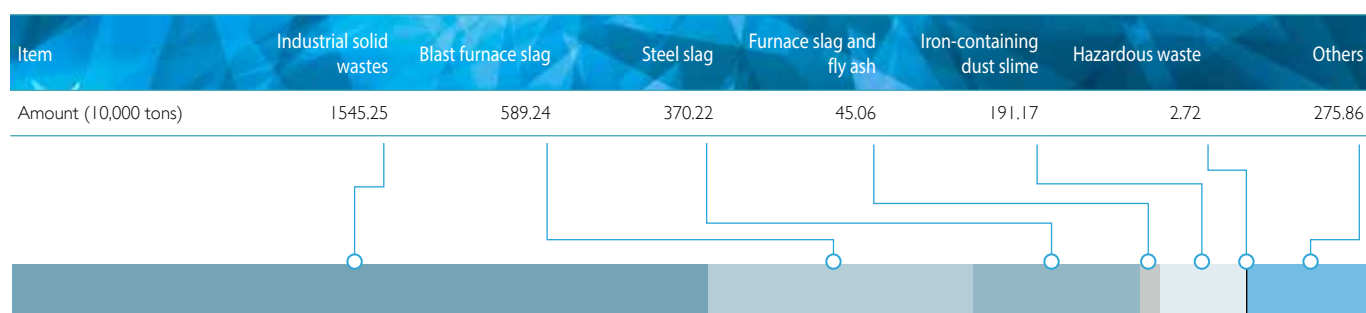 Item Industrial solid wastes Blast furnace slag Steel slag Furnace slag and fly ash Iron-containing dust slime Hazardous waste Others
Amount (10,000 tons) 1545.25 589.24 370.22 45.06 191.17 2.72 275.86